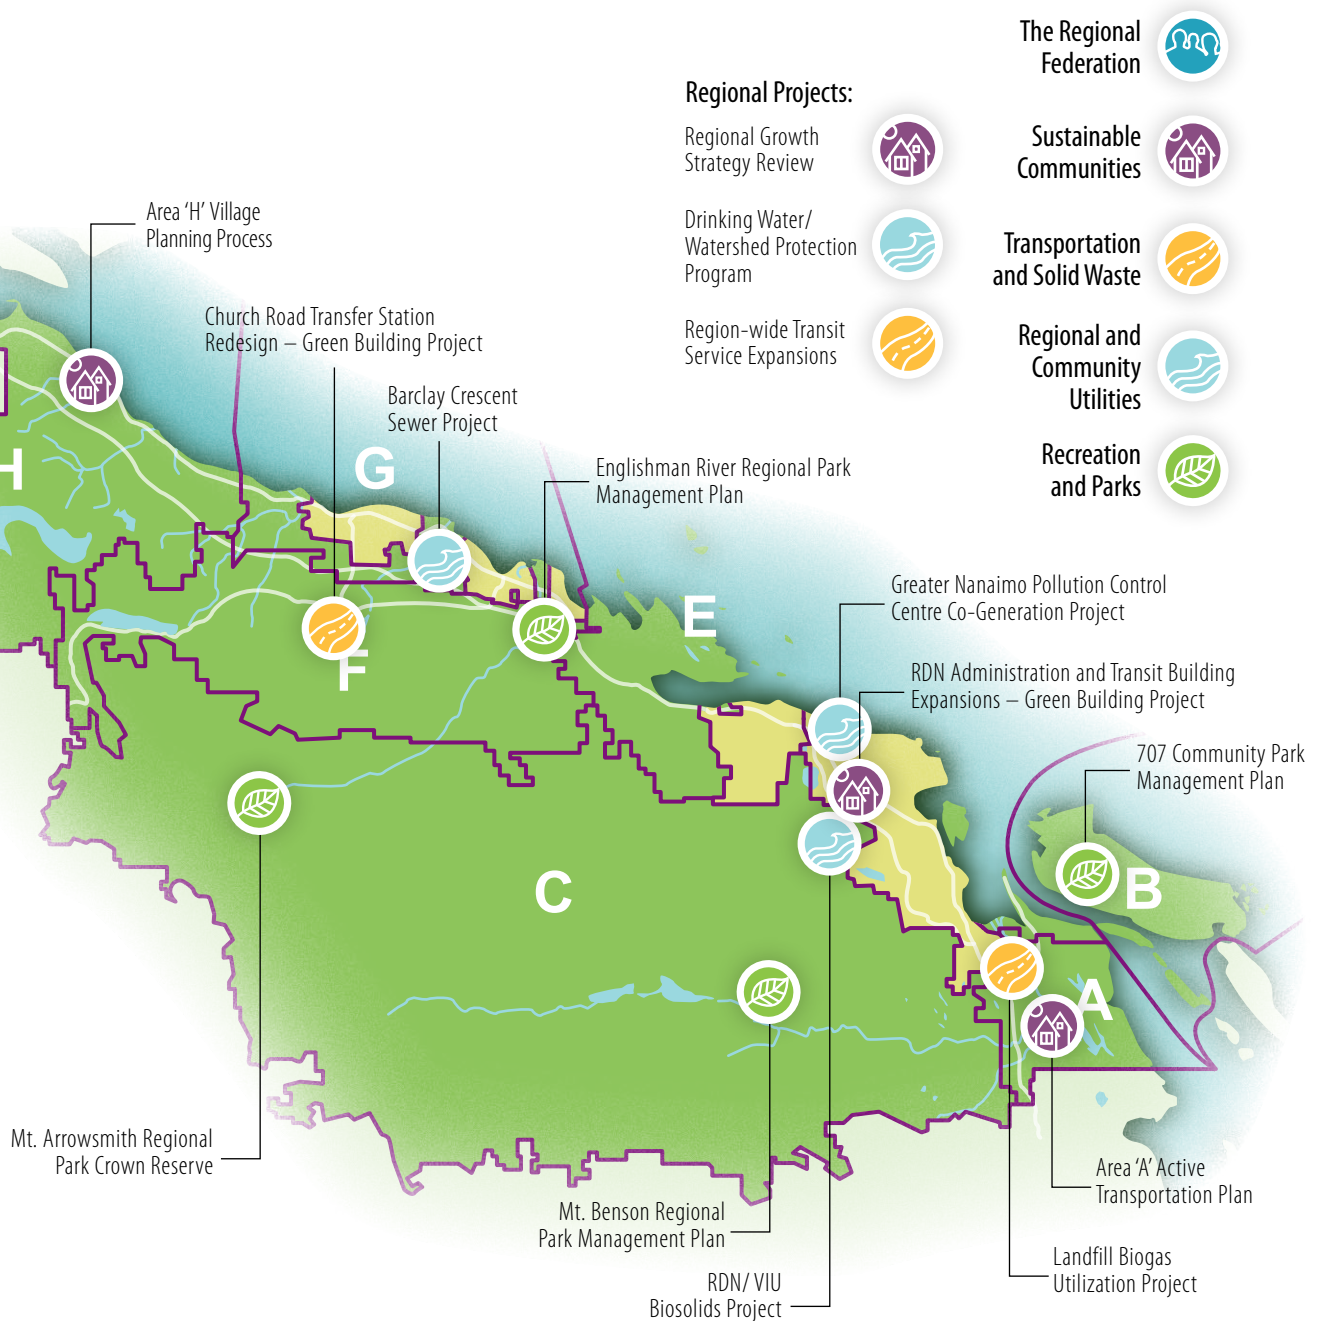 The Regional
Federation
Regional Projects:
Regional Growth
Strategy Review
Sustainable
Communities
Drinking Water/
Watershed Protection
Program
Transportation
and Solid Waste
Region-wide Transit
Service Expansions
Regional and
Community
Utilities
Recreation
and Parks
Area ‘H’ Village
Planning Process
Church Road Transfer Station
Redesign – Green Building Project
Barclay Crescent
Sewer Project
Englishman River Regional Park
Management Plan
H
G
E
F
Greater Nanaimo Pollution Control
Centre Co-Generation Project
RDN Administration and Transit Building
Expansions – Green Building Project
707 Community Park
Management Plan
C
B
A
Mt. Arrowsmith Regional
Park Crown Reserve
Mt. Benson Regional
Park Management Plan
RDN/ VIU
Biosolids Project
Area ‘A’ Active
Transportation Plan
Landfill Biogas
Utilization Project